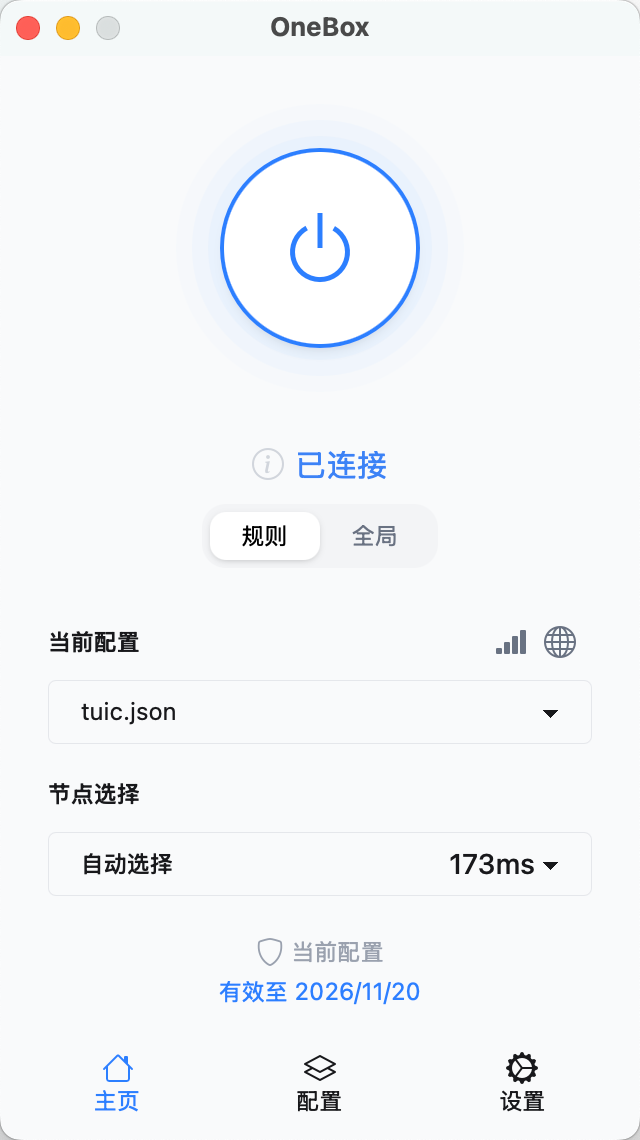 OneBox
已连接
规则 全局
当前配置
tuic.json
节点选择
自动选择 173ms
当前配置
有效至 2026/11/20
主页 配置 设置